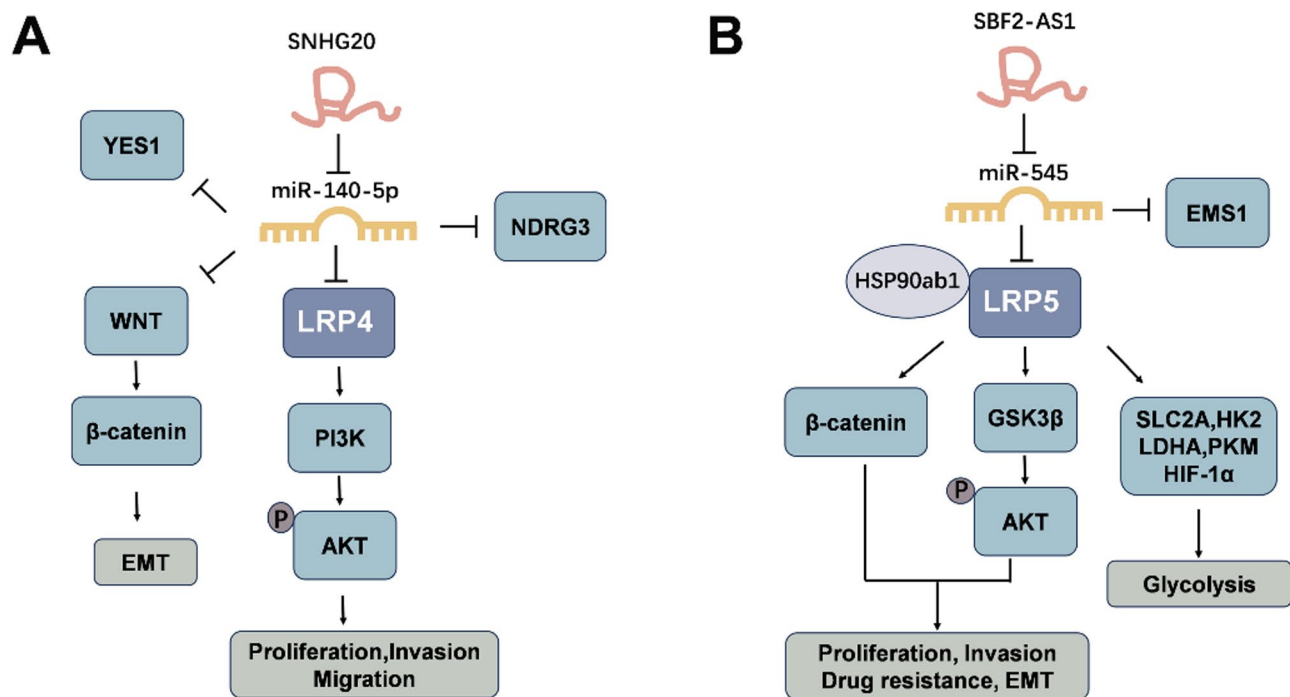 A
SNHG20
YES1
miR-140-5p
NDRG3
WNT
LRP4
β-catenin
PI3K
P
AKT
EMT
Proliferation,Invasion
Migration
B
SBF2-AS1
miR-545
EMS1
HSP90ab1
LRP5
β-catenin
GSK3β
SLC2A,HK2
LDHA,PKM
HIF-1α
P
AKT
Glycolysis
Proliferation, Invasion
Drug resistance, EMT